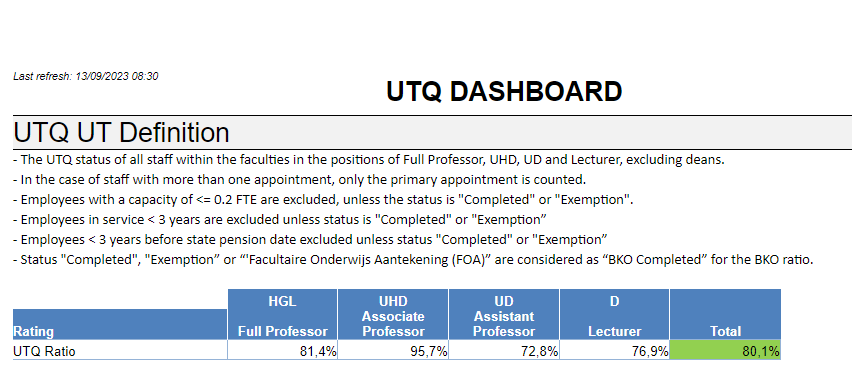 Last refresh: 13/09/2023 08:30
UTQ DASHBOARD
UTQ UT Definition
- The UTQ status of all staff within the faculties in the positions of Full Professor, UHD, UD and Lecturer, excluding deans.
- In the case of staff with more than one appointment, only the primary appointment is counted.
- Employees with a capacity of <= 0.2 FTE are excluded, unless the status is "Completed" or "Exemption".
- Employees in service < 3 years are excluded unless status is "Completed" or "Exemption”
- Employees < 3 years before state pension date excluded unless status "Completed" or "Exemption”
- Status "Completed", "Exemption” or “'Facultaire Onderwijs Aantekening (FOA)” are considered as “BKO Completed” for the BKO ratio.
HGL UHD UD D
Associate Assistant
Rating Full Professor Professor Professor Lecturer Total
UTQ Ratio 81,4% 95,7% 72,8% 76,9% 80,1%